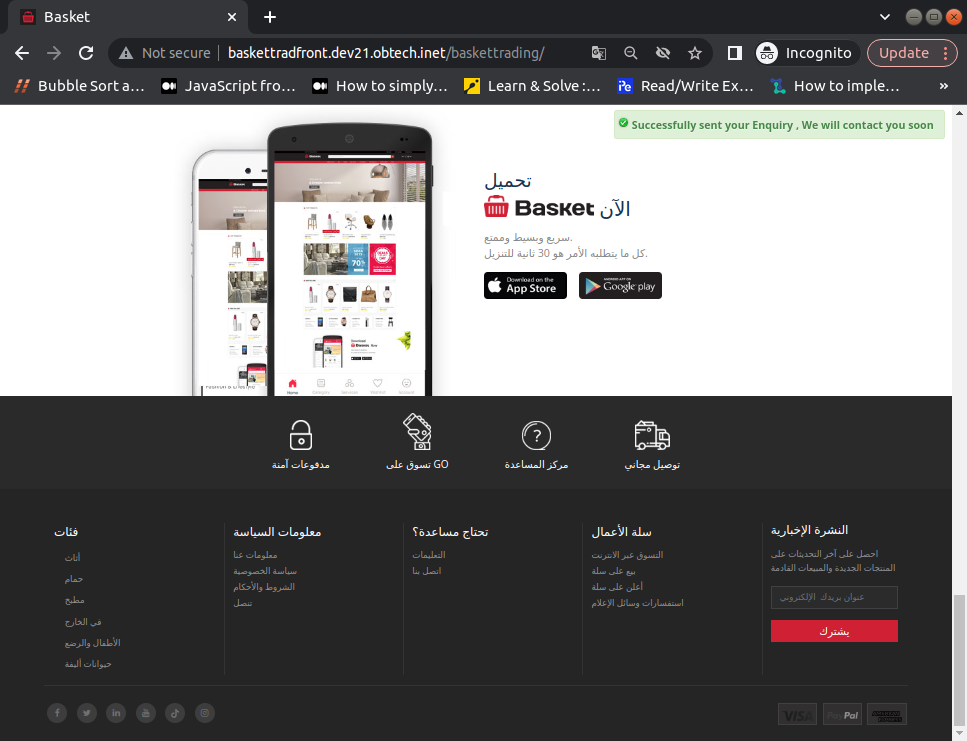 Basket
Not secure
baskettradfront.dev21.obtech.inet/baskettrading/
Incognito
Update
Bubble Sort a...
JavaScript fro...
How to simply...
Learn & Solve :...
Read/Write Ex...
How to imple...
»
Successfully sent your Enquiry , We will contact you soon
تحميل
Basket الآن
سريع وبسيط وممتع.
كل ما يتطلبه الأمر هو 30 ثانية للتنزيل.
Download on the
App Store
ANDROID APP ON
Google play
70%
Home
مدفوعات آمنة
تسوق على GO
مركز المساعدة
توصيل مجاني
فئات
أثاث
حمام
مطبخ
في الخارج
الأطفال والرضع
حيوانات أليفة
معلومات السياسة
معلومات عنا
سياسة الخصوصية
الشروط والأحكام
تنصل
تحتاج مساعدة؟
التعليمات
اتصل بنا
سلة الأعمال
التسوق عبر الانترنت
بيع على سلة
أعلن على سلة
استفسارات وسائل الإعلام
النشرة الإخبارية
احصل على آخر التحديثات على
المنتجات الجديدة والمبيعات القادمة
عنوان بريدك الإلكتروني
يشترك
VISA
PayPal